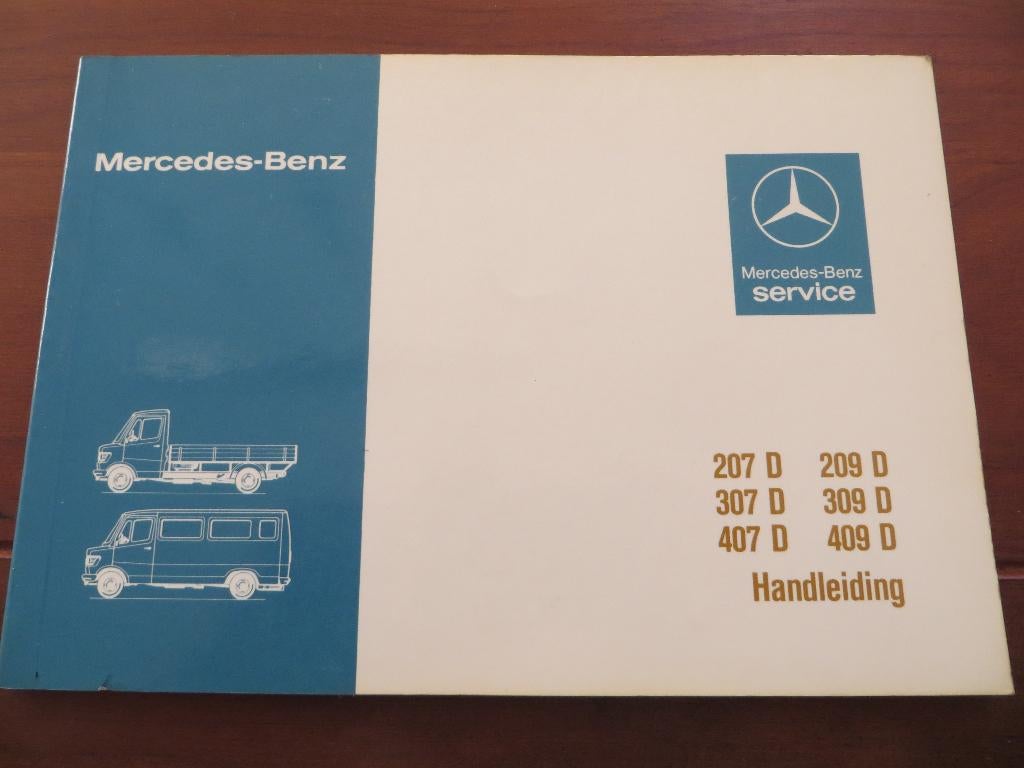 Mercedes-Benz
Mercedes-Benz
service
207 D 209 D
307 D 309 D
407 D 409 D
Handleiding